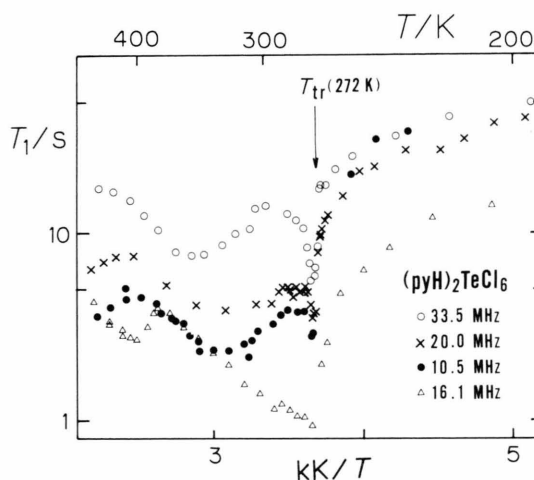 400 300 T/K 200
Ttr(272 K)
T₁/s
10
1
(pyH)₂TeCl₆
○ 33.5 MHz
× 20.0 MHz
● 10.5 MHz
△ 16.1 MHz
3 5
kK/T